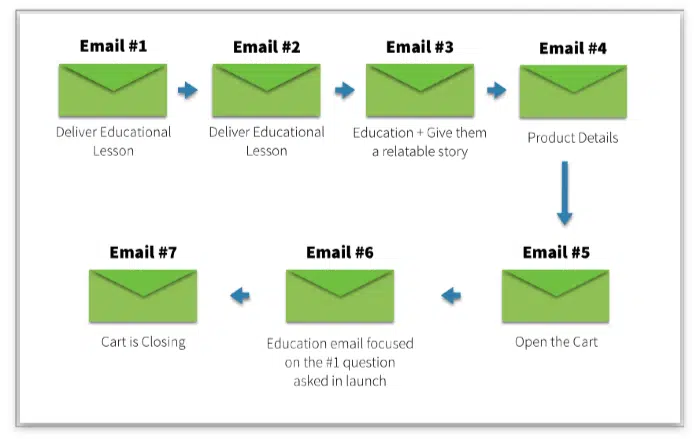 Email #1
Deliver Educational
Lesson
Email #2
Deliver Educational
Lesson
Email #3
Education + Give them
a relatable story
Email #4
Product Details
Email #5
Open the Cart
Email #6
Education email focused
on the #1 question
asked in launch
Email #7
Cart is Closing